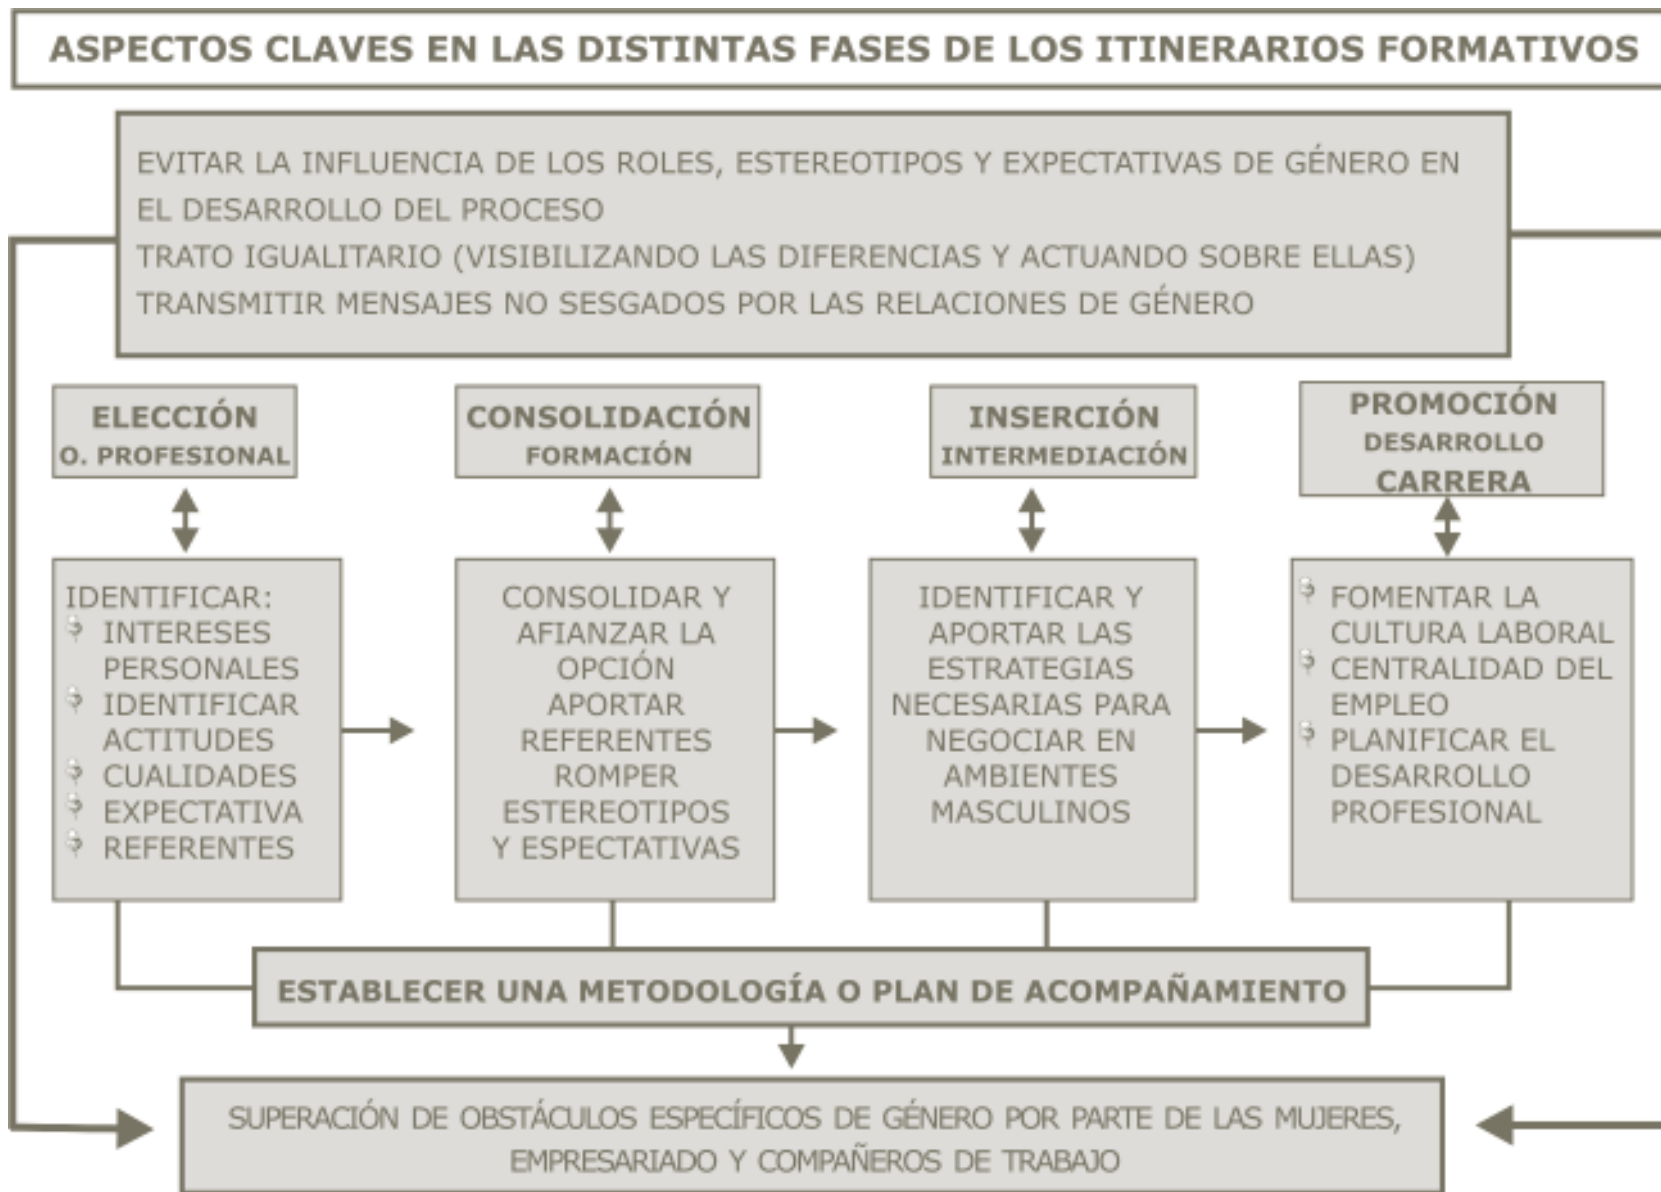 ASPECTOS CLAVES EN LAS DISTINTAS FASES DE LOS ITINERARIOS FORMATIVOS
EVITAR LA INFLUENCIA DE LOS ROLES, ESTEREOTIPOS Y EXPECTATIVAS DE GÉNERO EN
EL DESARROLLO DEL PROCESO
TRATO IGUALITARIO (VISIBILIZANDO LAS DIFERENCIAS Y ACTUANDO SOBRE ELLAS)
TRANSMITIR MENSAJES NO SESGADOS POR LAS RELACIONES DE GÉNERO
ELECCIÓN
O. PROFESIONAL
CONSOLIDACIÓN
FORMACIÓN
INSERCIÓN
INTERMEDIACIÓN
PROMOCIÓN
DESARROLLO
CARRERA
IDENTIFICAR:
INTERESES
PERSONALES
IDENTIFICAR
ACTITUDES
CUALIDADES
EXPECTATIVA
REFERENTES
CONSOLIDAR Y
AFIANZAR LA
OPCIÓN
APORTAR
REFERENTES
ROMPER
ESTEREOTIPOS
Y ESPECTATIVAS
IDENTIFICAR Y
APORTAR LAS
ESTRATEGIAS
NECESARIAS PARA
NEGOCIAR EN
AMBIENTES
MASCULINOS
FOMENTAR LA
CULTURA LABORAL
CENTRALIDAD DEL
EMPLEO
PLANIFICAR EL
DESARROLLO
PROFESIONAL
ESTABLECER UNA METODOLOGÍA O PLAN DE ACOMPAÑAMIENTO
SUPERACIÓN DE OBSTÁCULOS ESPECÍFICOS DE GÉNERO POR PARTE DE LAS MUJERES,
EMPRESARIADO Y COMPAÑEROS DE TRABAJO